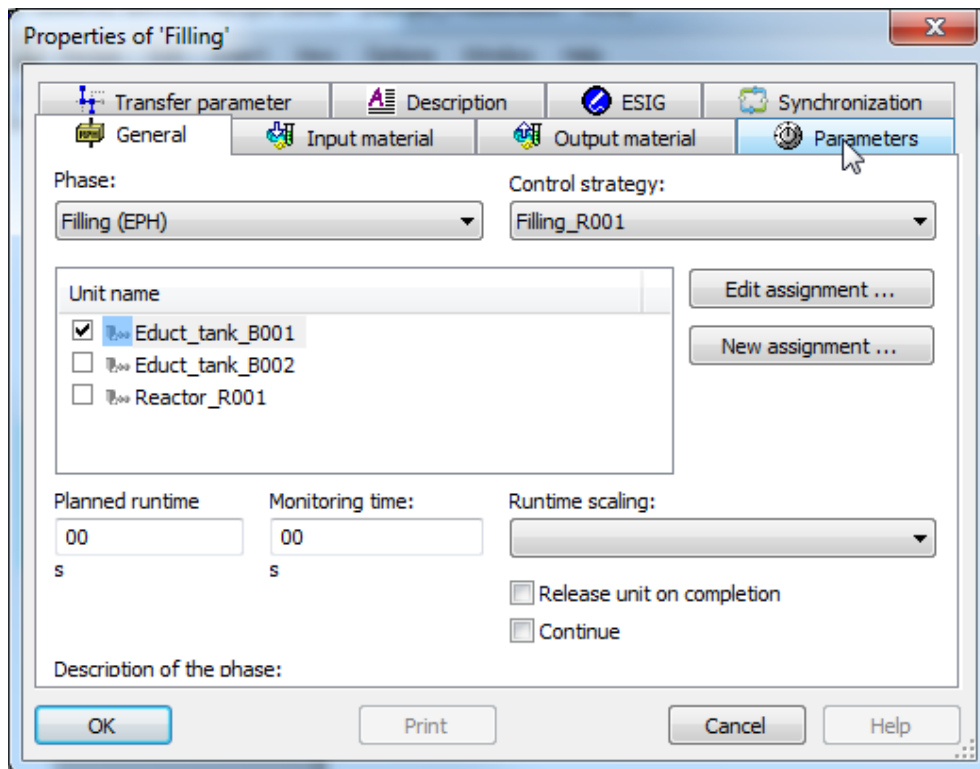 Properties of 'Filling'
Transfer parameter Description ESIG Synchronization
General Input material Output material Parameters
Phase: Control strategy:
Filling (EPH) Filling_R001
Unit name Edit assignment ...
Educt_tank_B001 New assignment ...
Educt_tank_B002
Reactor_R001
Planned runtime Monitoring time: Runtime scaling:
00 00
s s
Release unit on completion
Continue
Description of the phase:
OK Print Cancel Help